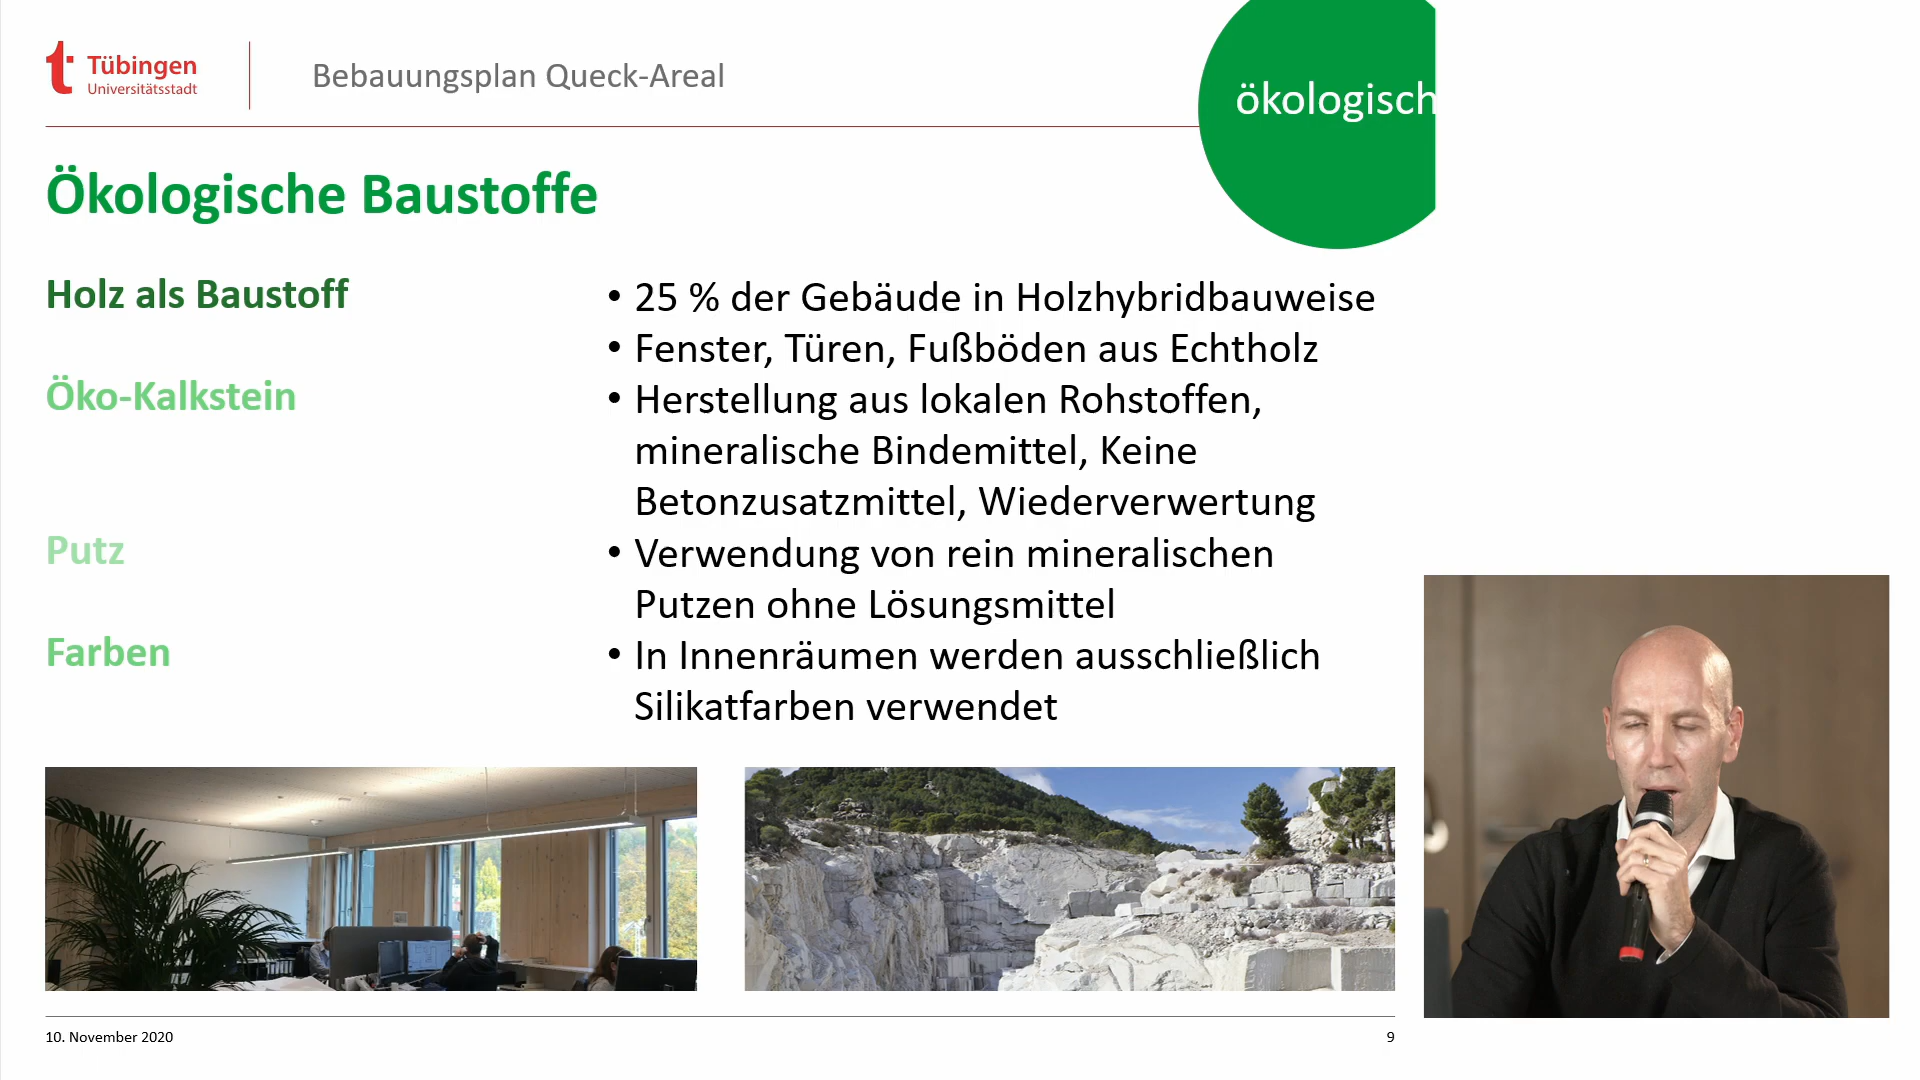 Tübingen
Universitätsstadt
Bebauungsplan Queck-Areal
ökologisch
Ökologische Baustoffe
Holz als Baustoff
• 25 % der Gebäude in Holzhybridbauweise
• Fenster, Türen, Fußböden aus Echtholz
Öko-Kalkstein
• Herstellung aus lokalen Rohstoffen,
mineralische Bindemittel, Keine
Betonzusatzmittel, Wiederverwertung
Putz
• Verwendung von rein mineralischen
Putzen ohne Lösungsmittel
Farben
• In Innenräumen werden ausschließlich
Silikatfarben verwendet
10. November 2020
9